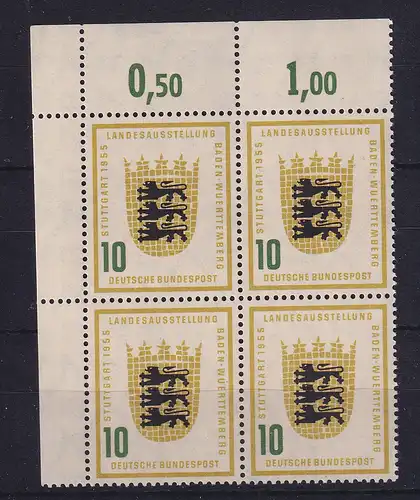 0,50 1,00
LANDESAUSSTELLUNG
BADEN-WUERTTEMBERG
STUTTGART 1955
10
DEUTSCHE BUNDESPOST
LANDESAUSSTELLUNG
BADEN-WUERTTEMBERG
STUTTGART 1955
10
DEUTSCHE BUNDESPOST
LANDESAUSSTELLUNG
BADEN-WUERTTEMBERG
STUTTGART 1955
10
DEUTSCHE BUNDESPOST
LANDESAUSSTELLUNG
BADEN-WUERTTEMBERG
STUTTGART 1955
10
DEUTSCHE BUNDESPOST